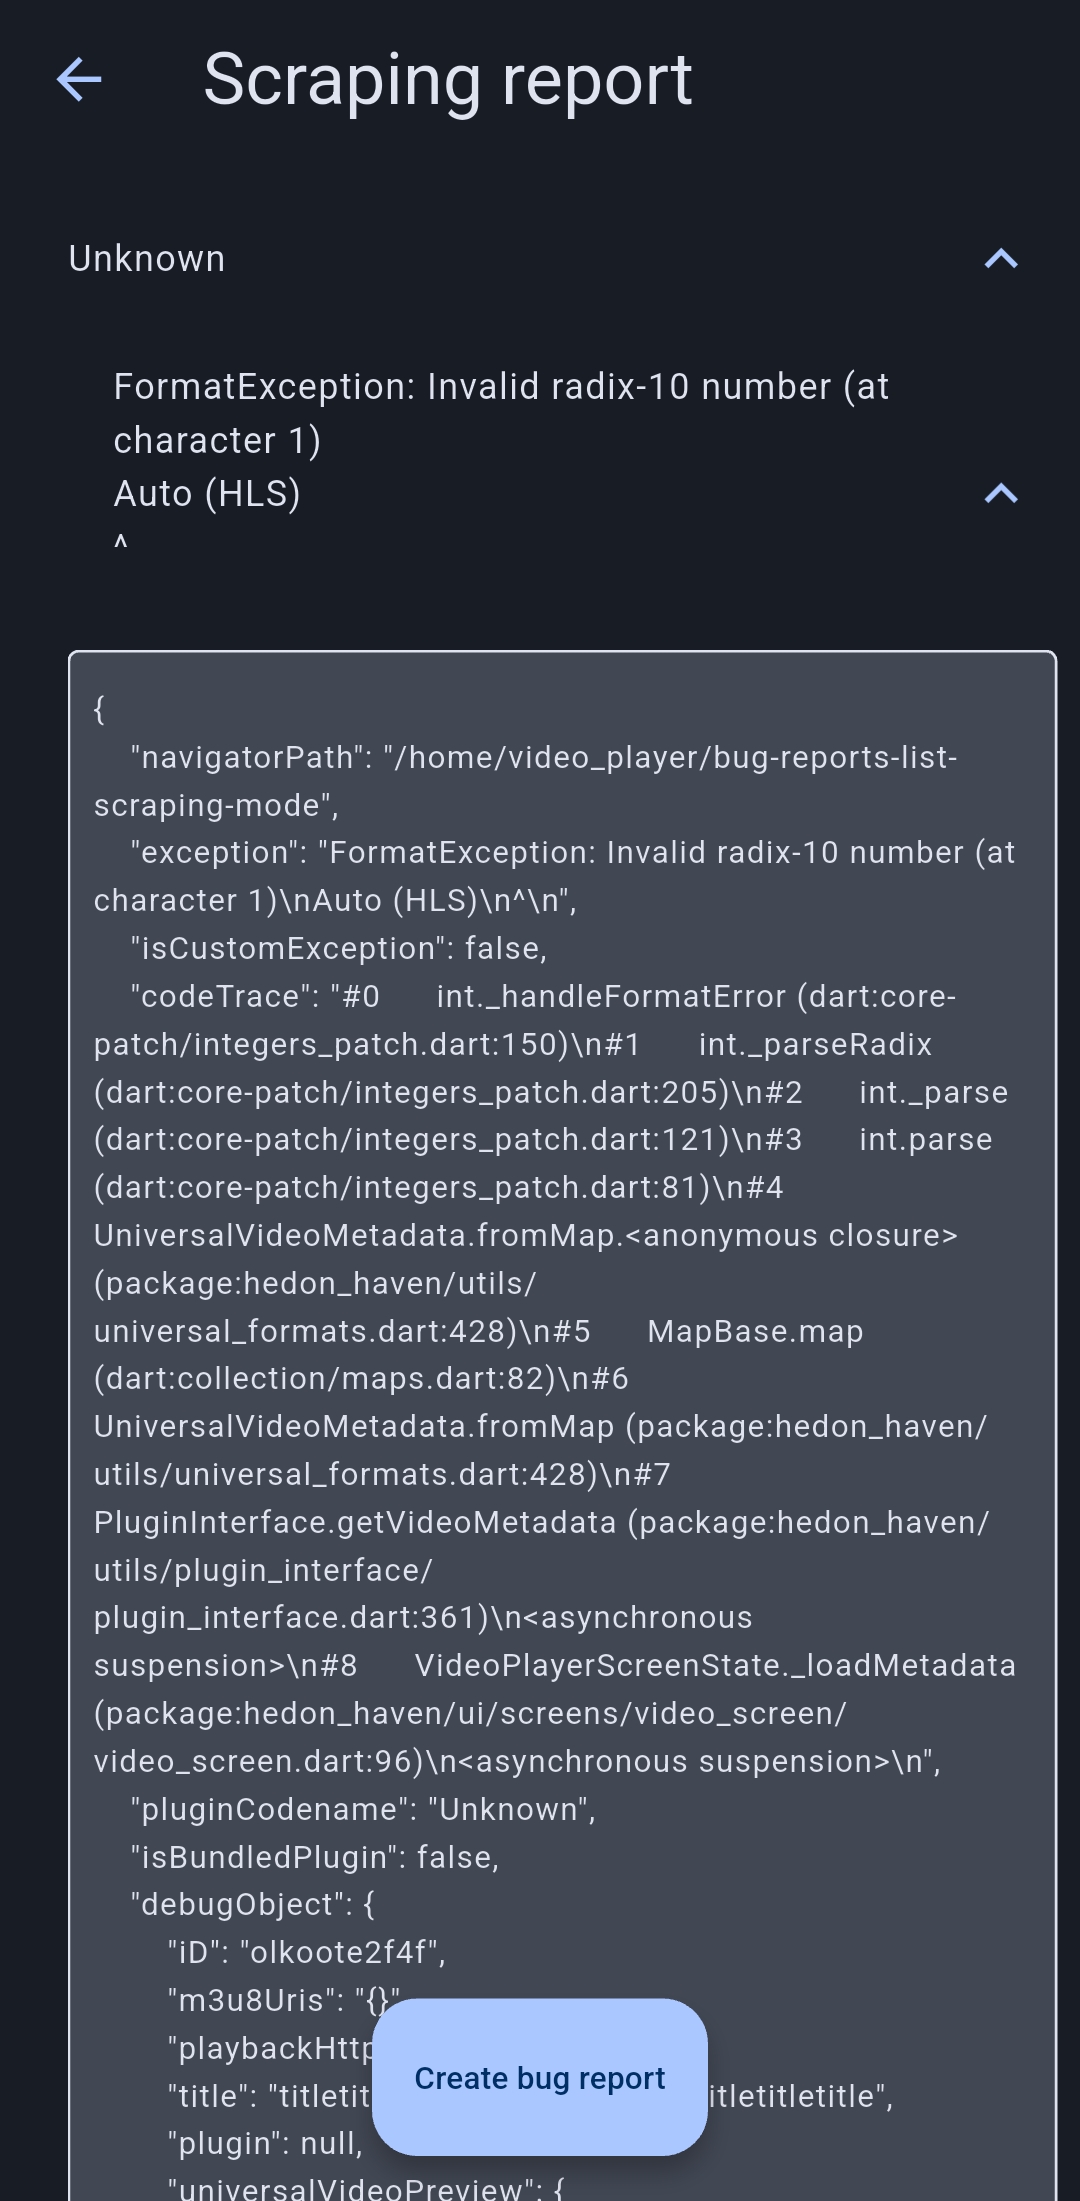 Scraping report
Unknown
FormatException: Invalid radix-10 number (at
character 1)
Auto (HLS)
^
{
"navigatorPath": "/home/video_player/bug-reports-list-
scraping-mode",
"exception": "FormatException: Invalid radix-10 number (at
character 1)\nAuto (HLS)\n^\n",
"isCustomException": false,
"codeTrace": "#0      int._handleFormatError (dart:core-
patch/integers_patch.dart:150)\n#1      int._parseRadix
(dart:core-patch/integers_patch.dart:205)\n#2      int._parse
(dart:core-patch/integers_patch.dart:121)\n#3      int.parse
(dart:core-patch/integers_patch.dart:81)\n#4
UniversalVideoMetadata.fromMap.<anonymous closure>
(package:hedon_haven/utils/
universal_formats.dart:428)\n#5      MapBase.map
(dart:collection/maps.dart:82)\n#6
UniversalVideoMetadata.fromMap (package:hedon_haven/
utils/universal_formats.dart:428)\n#7
PluginInterface.getVideoMetadata (package:hedon_haven/
utils/plugin_interface/
plugin_interface.dart:361)\n<asynchronous
suspension>\n#8      VideoPlayerScreenState._loadMetadata
(package:hedon_haven/ui/screens/video_screen/
video_screen.dart:96)\n<asynchronous suspension>\n",
"pluginCodename": "Unknown",
"isBundledPlugin": false,
"debugObject": {
"iD": "olkoote2f4f",
"m3u8Uris": "{}"
"playbackHttp
"title": "titletit itletitletitle",
Create bug report
"plugin": null,
"universalVideoPreview": {